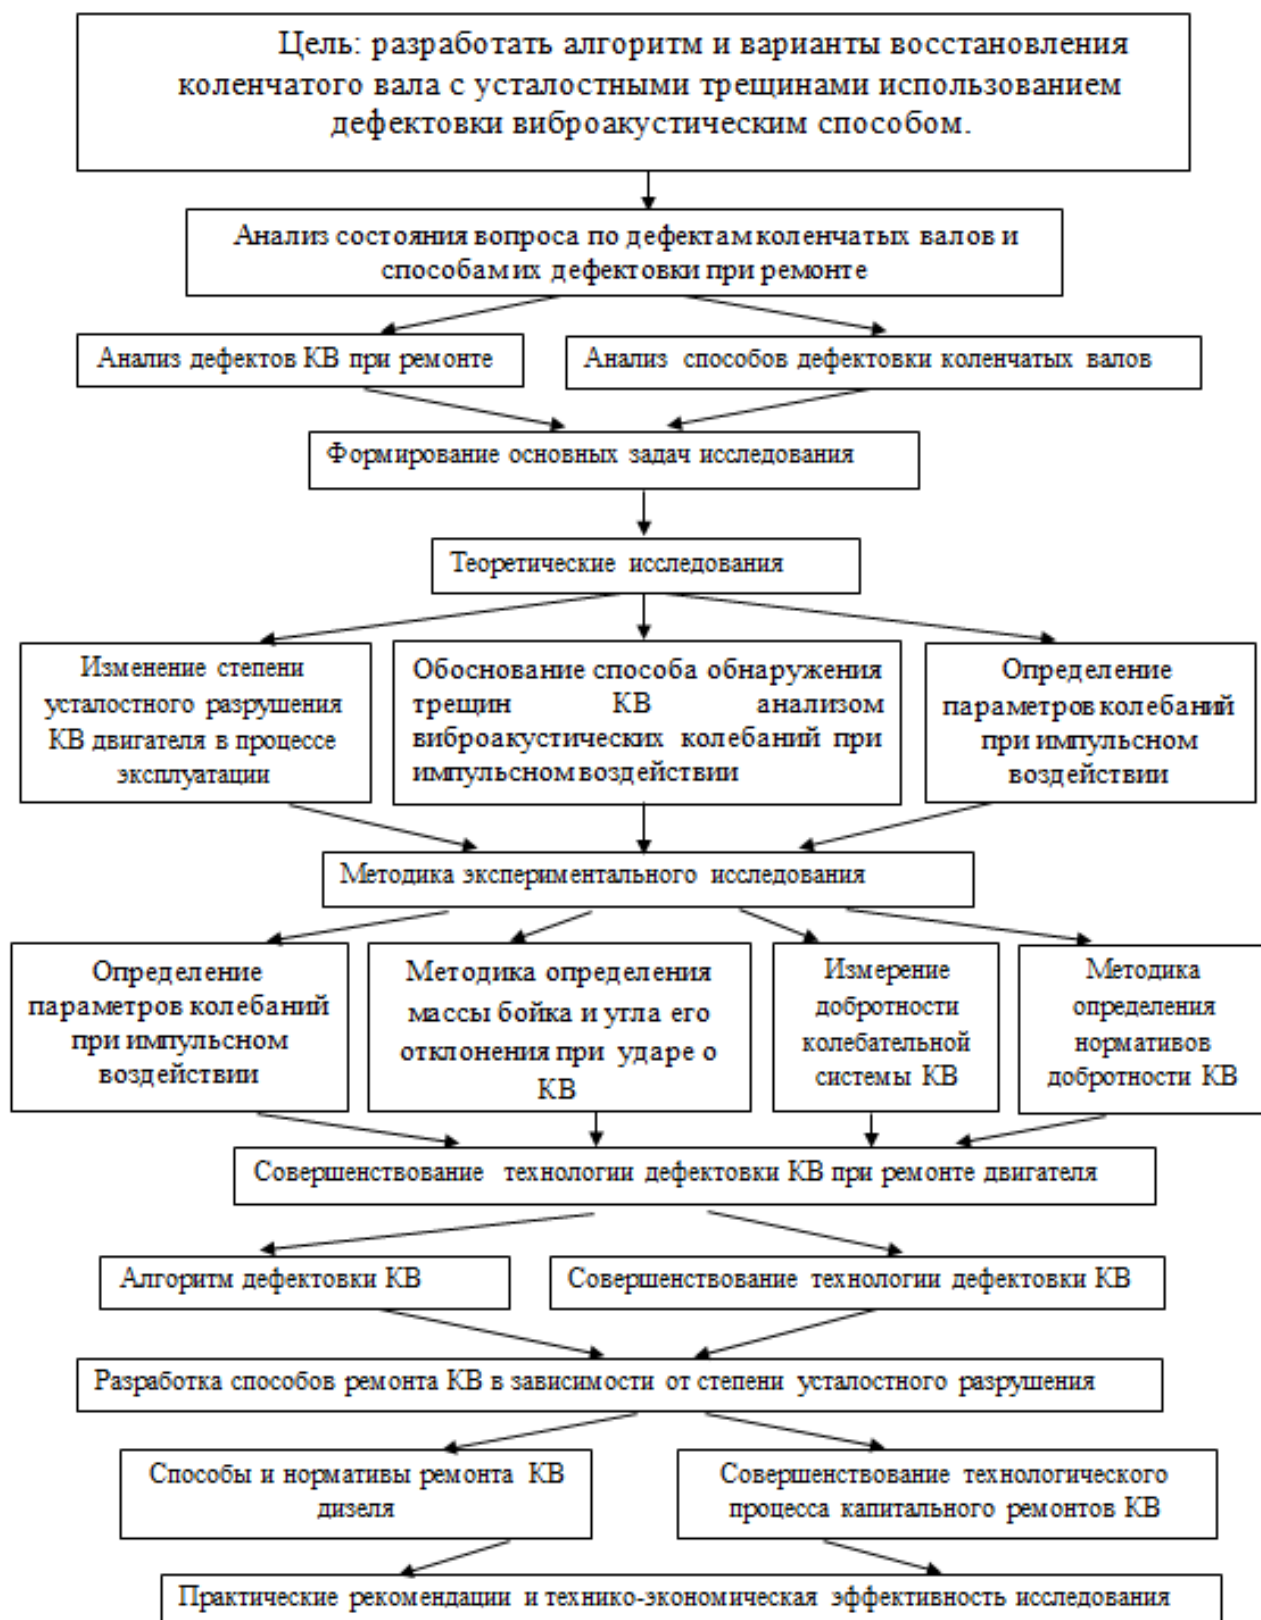 Цель: разработать алгоритм и варианты восстановления
коленчатого вала с усталостными трещинами использованием
дефектовки виброакустическим способом.
Анализ состояния вопроса по дефектам коленчатых валов и
способам их дефектовки при ремонте
Анализ дефектов КВ при ремонте
Анализ способов дефектовки коленчатых валов
Формирование основных задач исследования
Теоретические исследования
Изменение степени
усталостного разрушения
КВ двигателя в процессе
эксплуатации
Обоснование способа обнаружения
трещин КВ анализом
виброакустических колебаний при
импульсном воздействии
Определение
параметров колебаний
при импульсном
воздействии
Методика экспериментального исследования
Определение
параметров колебаний
при импульсном
воздействии
Методика определения
массы бойка и угла его
отклонения при ударе о
КВ
Измерение
добротности
колебательной
системы КВ
Методика
определения
нормативов
добротности КВ
Совершенствование технологии дефектовки КВ при ремонте двигателя
Алгоритм дефектовки КВ
Совершенствование технологии дефектовки КВ
Разработка способов ремонта КВ в зависимости от степени усталостного разрушения
Способы и нормативы ремонта КВ
дизеля
Совершенствование технологического
процесса капитального ремонтов КВ
Практические рекомендации и технико-экономическая эффективность исследования